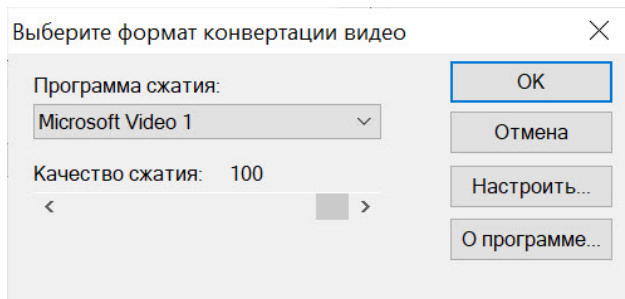 Выберите формат конвертации видео
Программа сжатия:
Microsoft Video 1
Качество сжатия: 100
OK
Отмена
Настроить...
О программе...